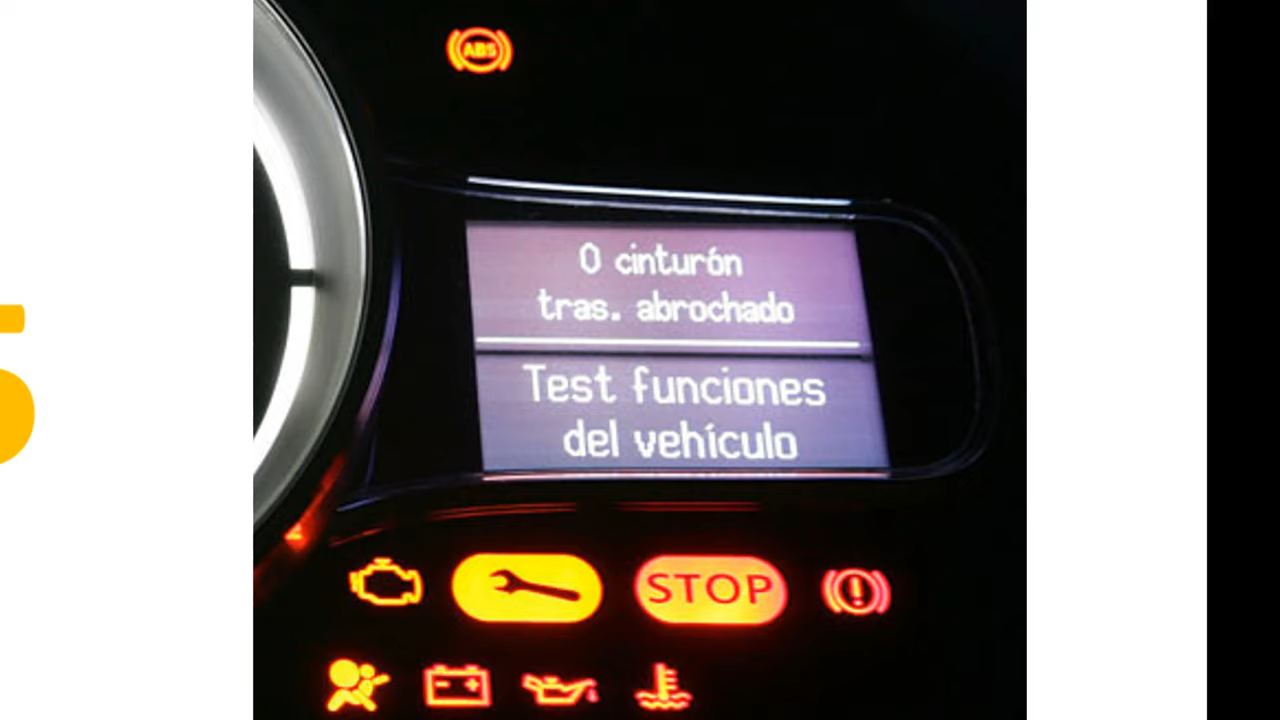 ABS
0 cinturón
tras. abrochado
Test funciones
del vehículo
STOP